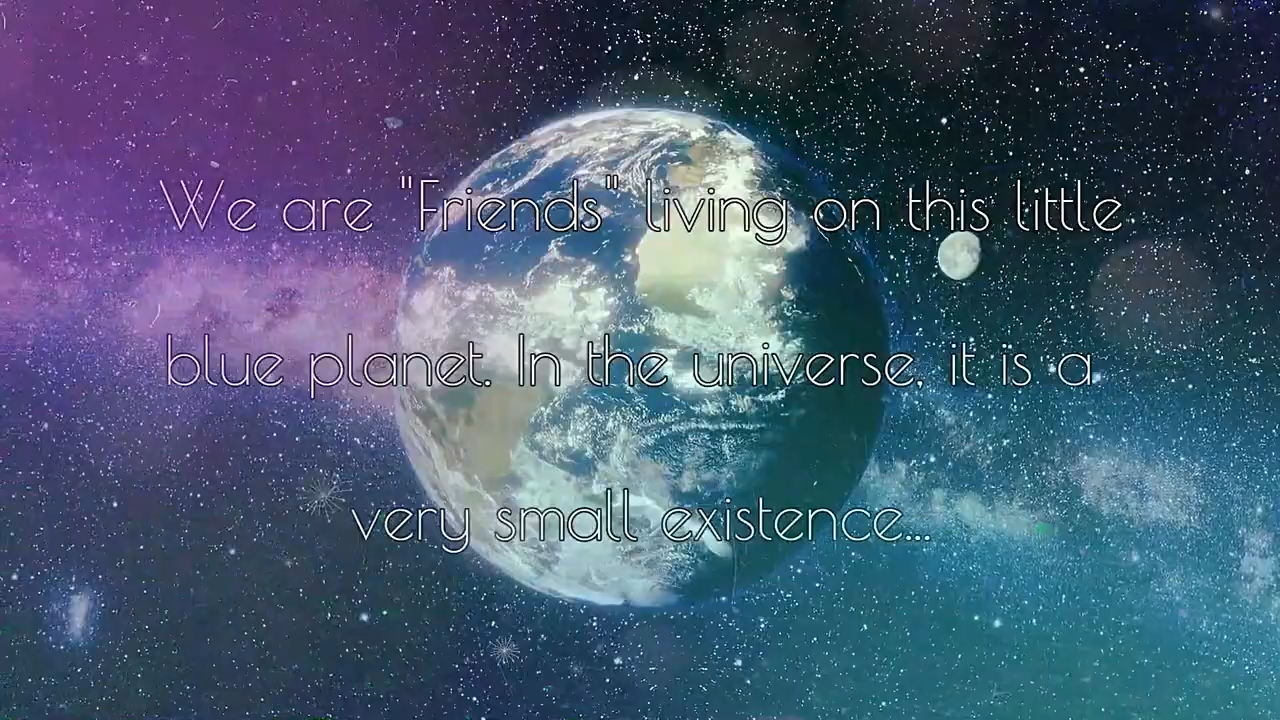 We are "Friends" living on this little
blue planet. In the universe, it is a
very small existence...